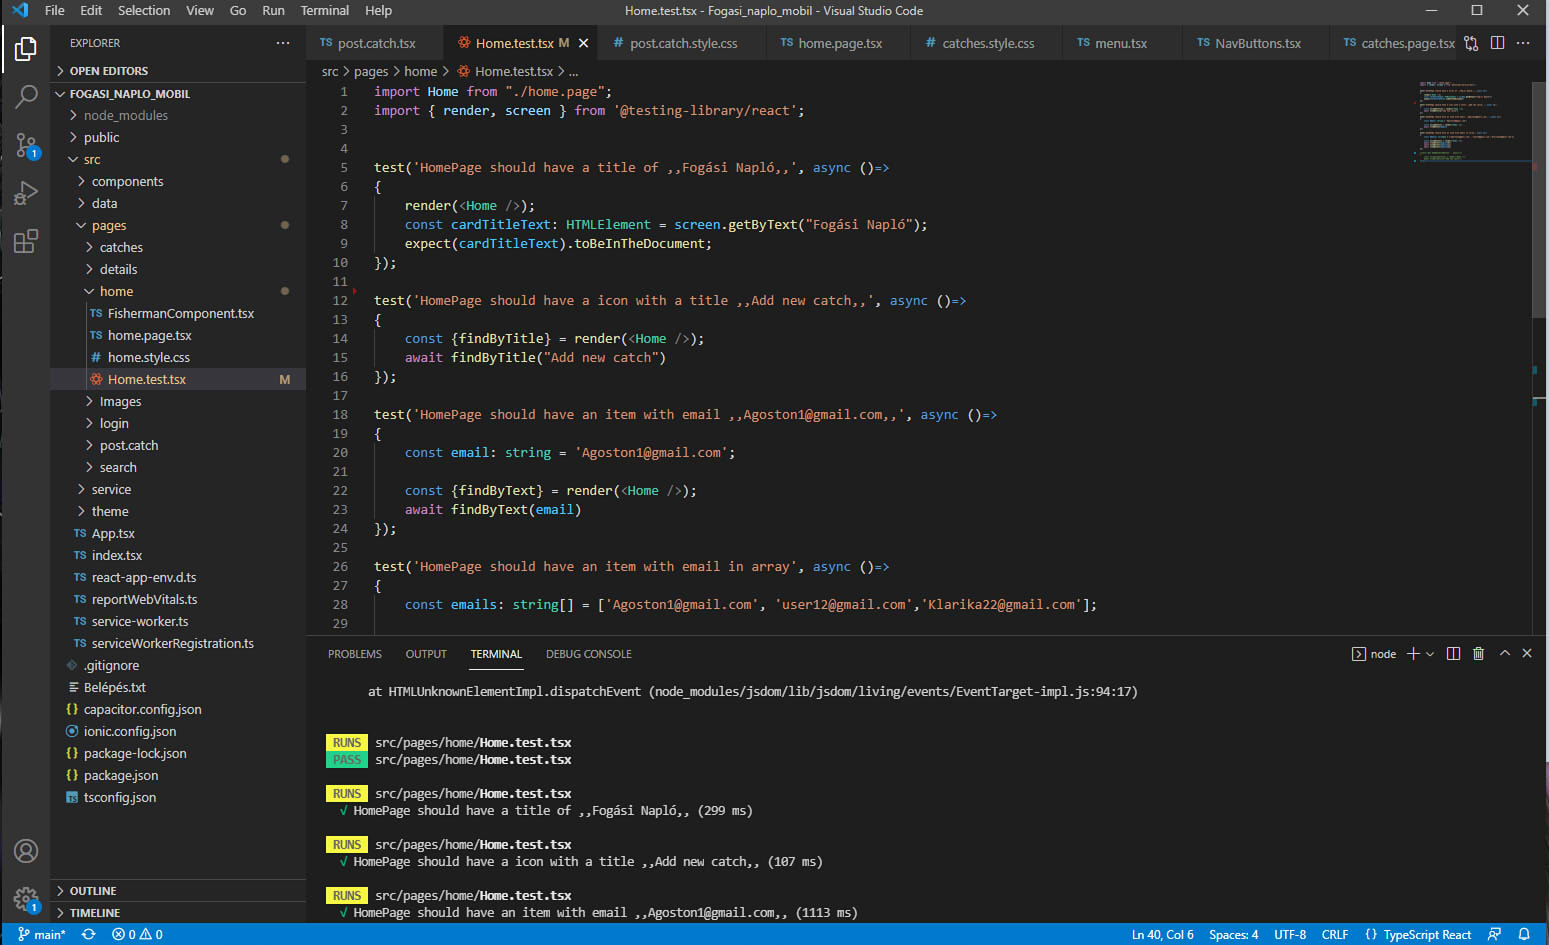 File Edit Selection View Go Run Terminal Help Home.test.tsx - Fogasi_naplo_mobil - Visual Studio Code
EXPLORER
OPEN EDITORS
FOGASI_NAPLO_MOBIL
node_modules
public
src
components
data
pages
catches
details
home
TS FishermanComponent.tsx
TS home.page.tsx
# home.style.css
Home.test.tsx M
Images
login
post.catch
search
service
theme
TS App.tsx
TS index.tsx
TS react-app-env.d.ts
TS reportWebVitals.ts
TS service-worker.ts
TS serviceWorkerRegistration.ts
.gitignore
Belépés.txt
{} capacitor.config.json
ionic.config.json
{} package-lock.json
{} package.json
TS tsconfig.json
OUTLINE
TIMELINE
1
1
TS post.catch.tsx Home.test.tsx M # post.catch.style.css TS home.page.tsx # catches.style.css TS menu.tsx TS NavButtons.tsx TS catches.page.tsx
src > pages > home > Home.test.tsx > ...
1 import Home from "./home.page";
2 import { render, screen } from '@testing-library/react';
3
4
5 test('HomePage should have a title of ,,Fogási Napló,,', async ()=>
6 {
7 render(<Home />);
8 const cardTitleText: HTMLElement = screen.getByText("Fogási Napló");
9 expect(cardTitleText).toBeInTheDocument;
10 });
11
12 test('HomePage should have a icon with a title ,,Add new catch,,', async ()=>
13 {
14 const {findByTitle} = render(<Home />);
15 await findByTitle("Add new catch")
16 });
17
18 test('HomePage should have an item with email ,,Agoston1@gmail.com,,', async ()=>
19 {
20 const email: string = 'Agoston1@gmail.com';
21
22 const {findByText} = render(<Home />);
23 await findByText(email)
24 });
25
26 test('HomePage should have an item with email in array', async ()=>
27 {
28 const emails: string[] = ['Agoston1@gmail.com', 'user12@gmail.com','Klarika22@gmail.com'];
29
PROBLEMS OUTPUT TERMINAL DEBUG CONSOLE node
at HTMLUnknownElementImpl.dispatchEvent (node_modules/jsdom/lib/jsdom/living/events/EventTarget-impl.js:94:17)
RUNS src/pages/home/Home.test.tsx
PASS src/pages/home/Home.test.tsx
RUNS src/pages/home/Home.test.tsx
√ HomePage should have a title of ,,Fogási Napló,, (299 ms)
RUNS src/pages/home/Home.test.tsx
√ HomePage should have a icon with a title ,,Add new catch,, (107 ms)
RUNS src/pages/home/Home.test.tsx
√ HomePage should have an item with email ,,Agoston1@gmail.com,, (1113 ms)
main* 0 0 Ln 40, Col 6 Spaces: 4 UTF-8 CRLF {} TypeScript React